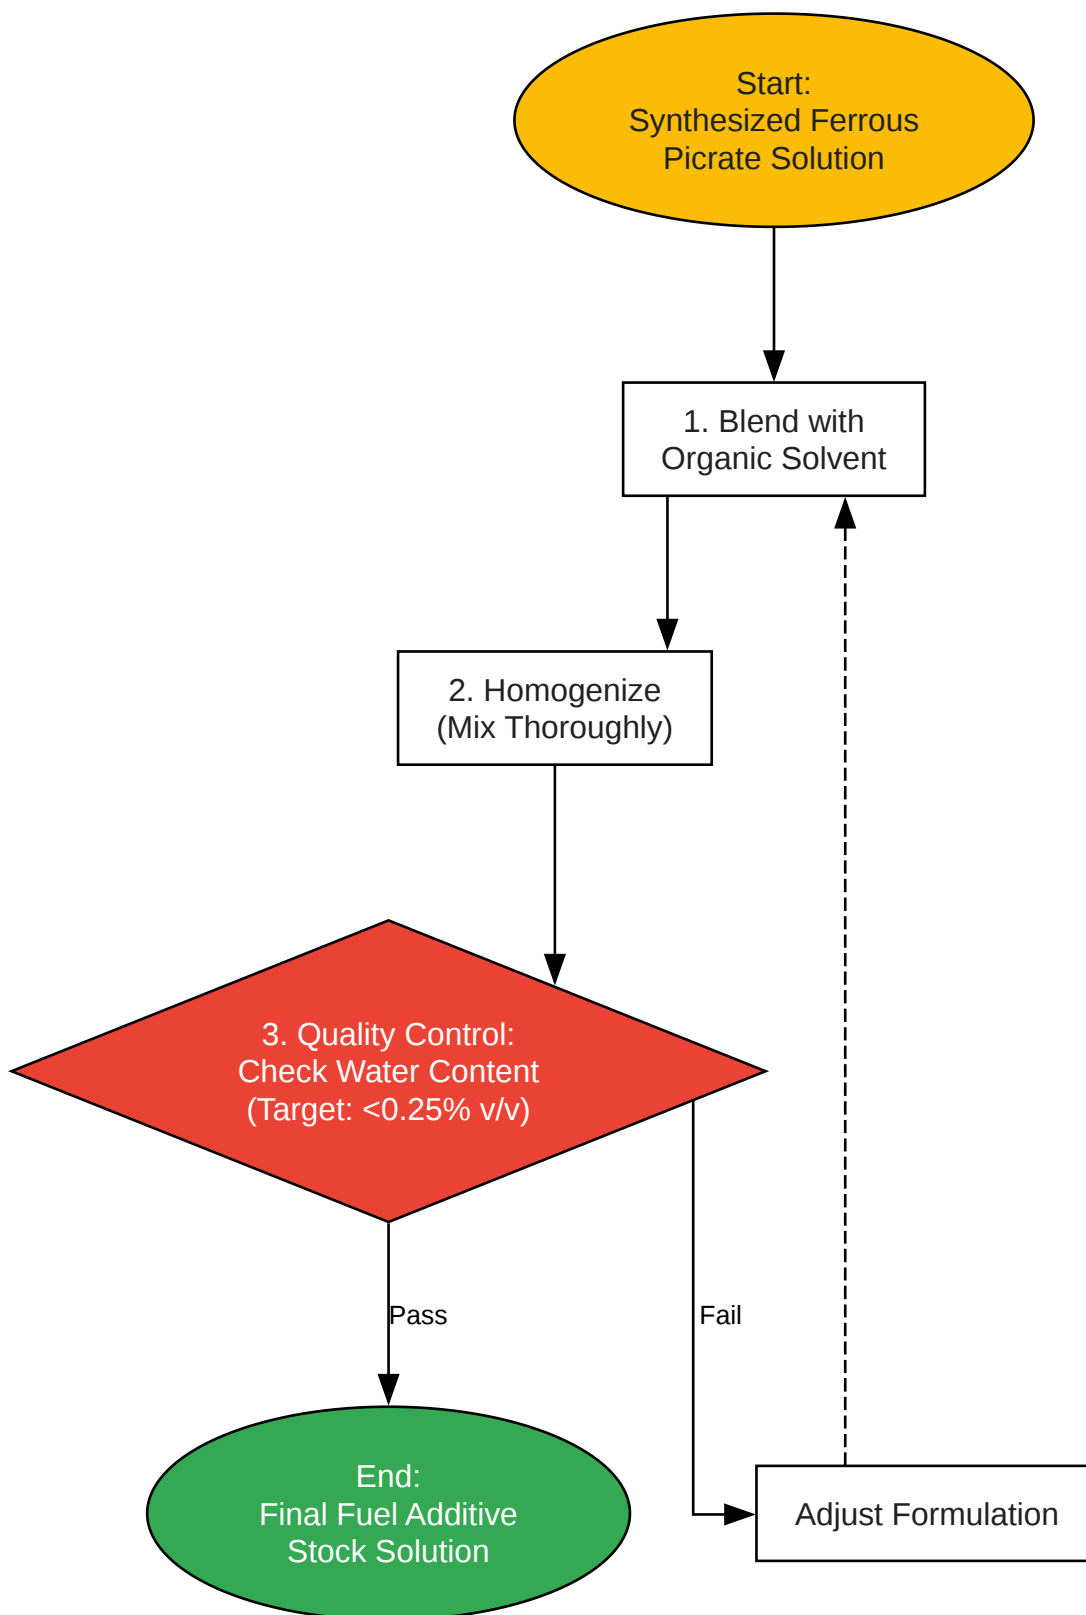 Start:
Synthesized Ferrous
Picrate Solution
1. Blend with
Organic Solvent
2. Homogenize
(Mix Thoroughly)
3. Quality Control:
Check Water Content
(Target: <0.25% v/v)
Pass
Fail
End:
Final Fuel Additive
Stock Solution
Adjust Formulation